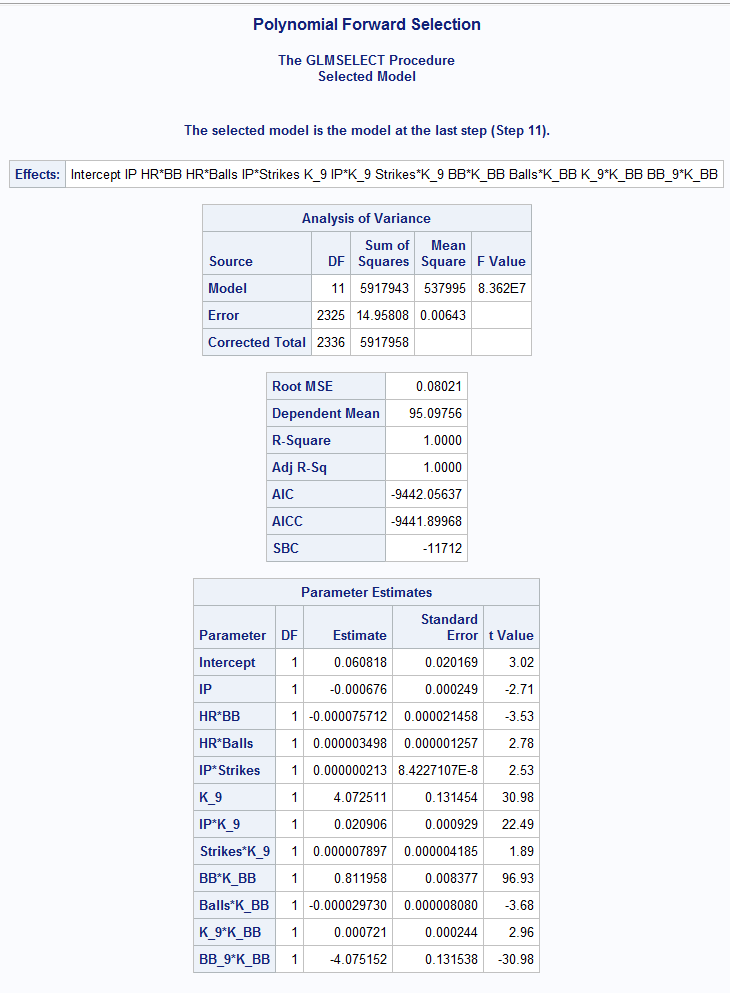 Polynomial Forward Selection
The GLMSELECT Procedure
Selected Model
The selected model is the model at the last step (Step 11).
Effects: Intercept IP HR*BB HR*Balls IP*Strikes K_9 IP*K_9 Strikes*K_9 BB*K_BB Balls*K_BB K_9*K_BB BB_9*K_BB
Analysis of Variance
Source DF Sum of Squares Mean Square F Value
Model 11 5917943 537995 8.362E7
Error 2325 14.95808 0.00643
Corrected Total 2336 5917958
Root MSE 0.08021
Dependent Mean 95.09756
R-Square 1.0000
Adj R-Sq 1.0000
AIC -9442.05637
AICC -9441.89968
SBC -11712
Parameter Estimates
Parameter DF Estimate Standard Error t Value
Intercept 1 0.060818 0.020169 3.02
IP 1 -0.000676 0.000249 -2.71
HR*BB 1 -0.000075712 0.000021458 -3.53
HR*Balls 1 0.000003498 0.000001257 2.78
IP*Strikes 1 0.000000213 8.4227107E-8 2.53
K_9 1 4.072511 0.131454 30.98
IP*K_9 1 0.020906 0.000929 22.49
Strikes*K_9 1 0.000007897 0.000004185 1.89
BB*K_BB 1 0.811958 0.008377 96.93
Balls*K_BB 1 -0.000029730 0.000008080 -3.68
K_9*K_BB 1 0.000721 0.000244 2.96
BB_9*K_BB 1 -4.075152 0.131538 -30.98